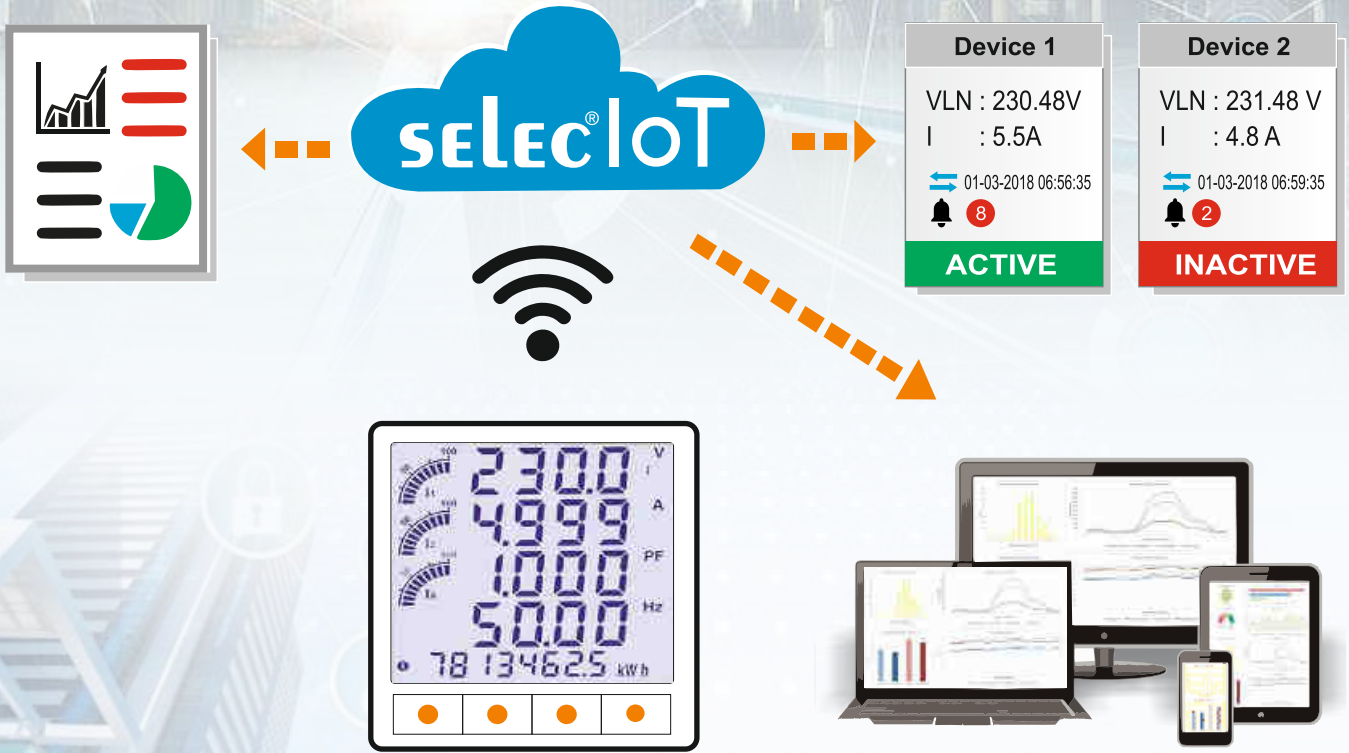 selec® IoT
Device 1
VLN : 230.48V
I : 5.5A
01-03-2018 06:56:35
8
ACTIVE
Device 2
VLN : 231.48 V
I : 4.8 A
01-03-2018 06:59:35
2
INACTIVE
230.0 V
4.999 A
1.000 PF
50.00 Hz
7813462.5 kWh